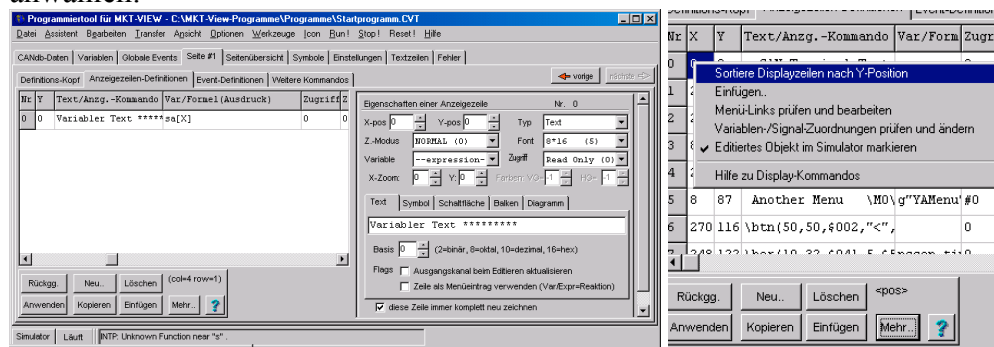 Programmiertool für MKT-VIEW - C:\MKT-View-Programme\Programme\Startprogramm.CVT
Datei Assistent Bearbeiten Transfer Ansicht Optionen Werkzeuge Icon Run! Stop! Reset! Hilfe
CANdb-Daten Variablen Globale Events Seite #1 Seitenübersicht Symbole Einstellungen Textzeilen Fehler
Definitions-Kopf Anzeigezeilen-Definitionen Event-Definitionen Weitere Kommandos vorige nächste
Nr Y Text/Anzg.-Kommando Var/Formel(Ausdruck) Zugriff Z
0 0 Variabler Text ***** sa[X] 0 0
Eigenschaften einer Anzeigezeile Nr. 0
X-pos 0 Y-pos 0 Typ Text
Z.-Modus NORMAL (0) Font 8*16 (5)
Variable --expression- Zugriff Read Only (0)
X-Zoom: 0 Y: 0 Farben: VG= -1 HG= -1
Text Symbol Schaltfläche Balken Diagramm
Variabler Text *********
Basis 0 (2=binär, 8=oktal, 10=dezimal, 16=hex)
Flags Ausgangskanal beim Editieren aktualisieren
Zeile als Menüeintrag verwenden (Var/Expr=Reaktion)
diese Zeile immer komplett neu zeichnen
Rückgg. Neu.. Löschen (col=4 row=1)
Anwenden Kopieren Einfügen Mehr.. ?
Simulator Läuft INTP: Unknown Function near "s" .
Nr X Y Text/Anzg.-Kommando Var/Form Zugr
0
Sortiere Displayzeilen nach Y-Position
Einfügen..
Menü-Links prüfen und bearbeiten
Variablen-/Signal-Zuordnungen prüfen und ändern
Editiertes Objekt im Simulator markieren
Hilfe zu Display-Kommandos
5 8 87 Another Menu \M0\ g"YAMenu" #0
6 270 116 \btn(50,50,$002,"<", 0
Rückgg. Neu.. Löschen <pos>
Anwenden Kopieren Einfügen Mehr.. ?